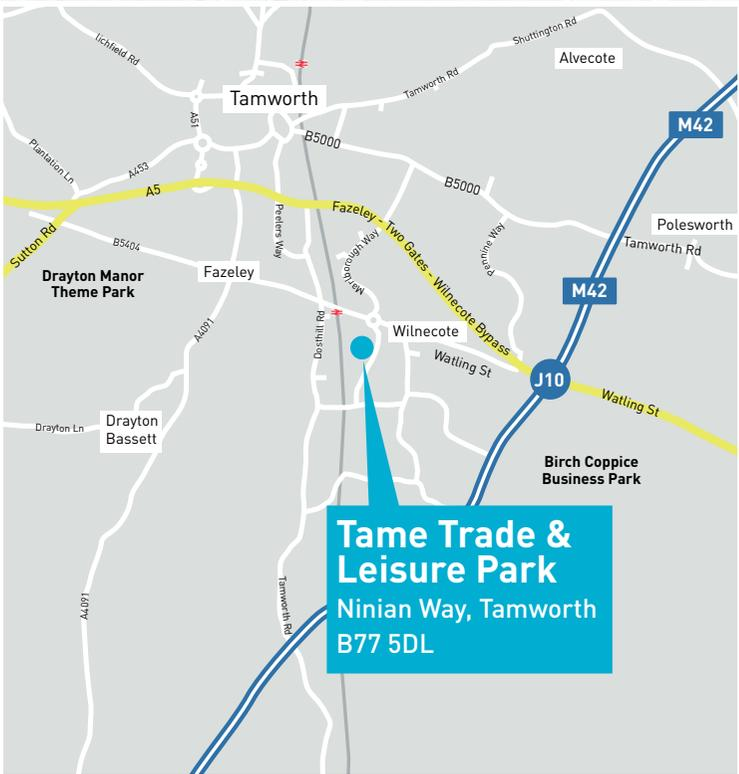 lichfield Rd
Shuttington Rd
Alvecote
Tamworth Rd
Tamworth
A51
M42
B5000
Plantation Ln
A453
B5000
A5
Polesworth
Fazeley - Two Gates - Wilnecote Bypass
Peelers Way
Marlborough Way
Pennine Way
Tamworth Rd
Sutton Rd
B5404
Fazeley
Drayton Manor
Theme Park
M42
A4091
Dosthill Rd
Wilnecote
Watling St
J10
Watling St
Drayton Ln
Drayton
Bassett
Birch Coppice
Business Park
Tame Trade &
Leisure Park
Ninian Way, Tamworth
B77 5DL
A4091
Tamworth Rd